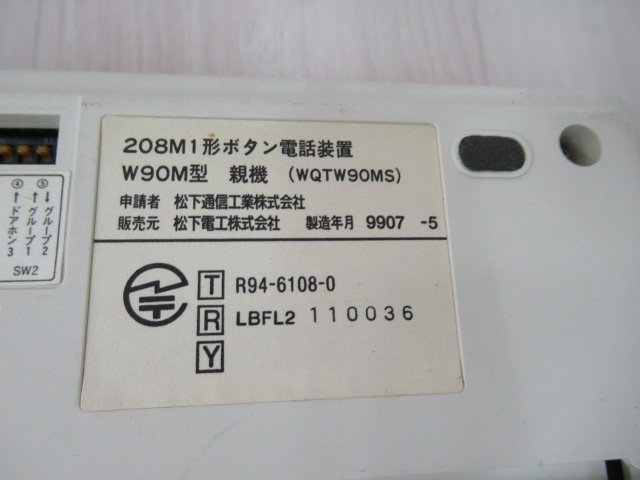 208M1形ボタン電話装置
W90M型 親機 (WQTW90MS)
申請者 松下通信工業株式会社
販売元 松下電工株式会社 製造年月 9907 -5
T R94-6108-0
R LBFL2 110036
Y
⑤ ↓ グループ2
④ ↑ グループ1
↑ ドアホン3
SW2